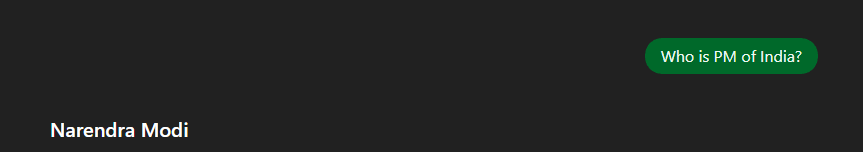 Who is PM of India?
Narendra Modi